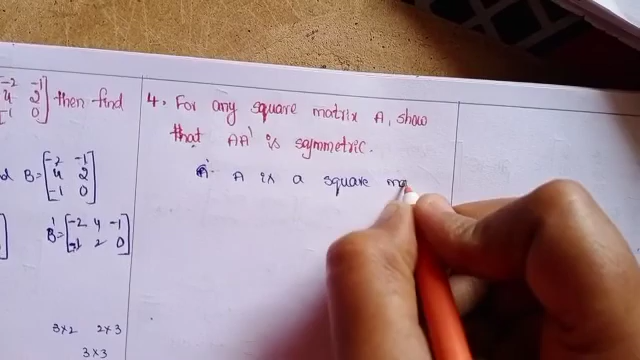 [-2 -1
4 2
-1 0] then find
B=[-2 -1
4 2
-1 0]
B'=[-2 4 -1
-1 2 0]
3×2 2×3
3×3
4. For any square matrix A, show
that AA' is symmetric.
A is a square ma